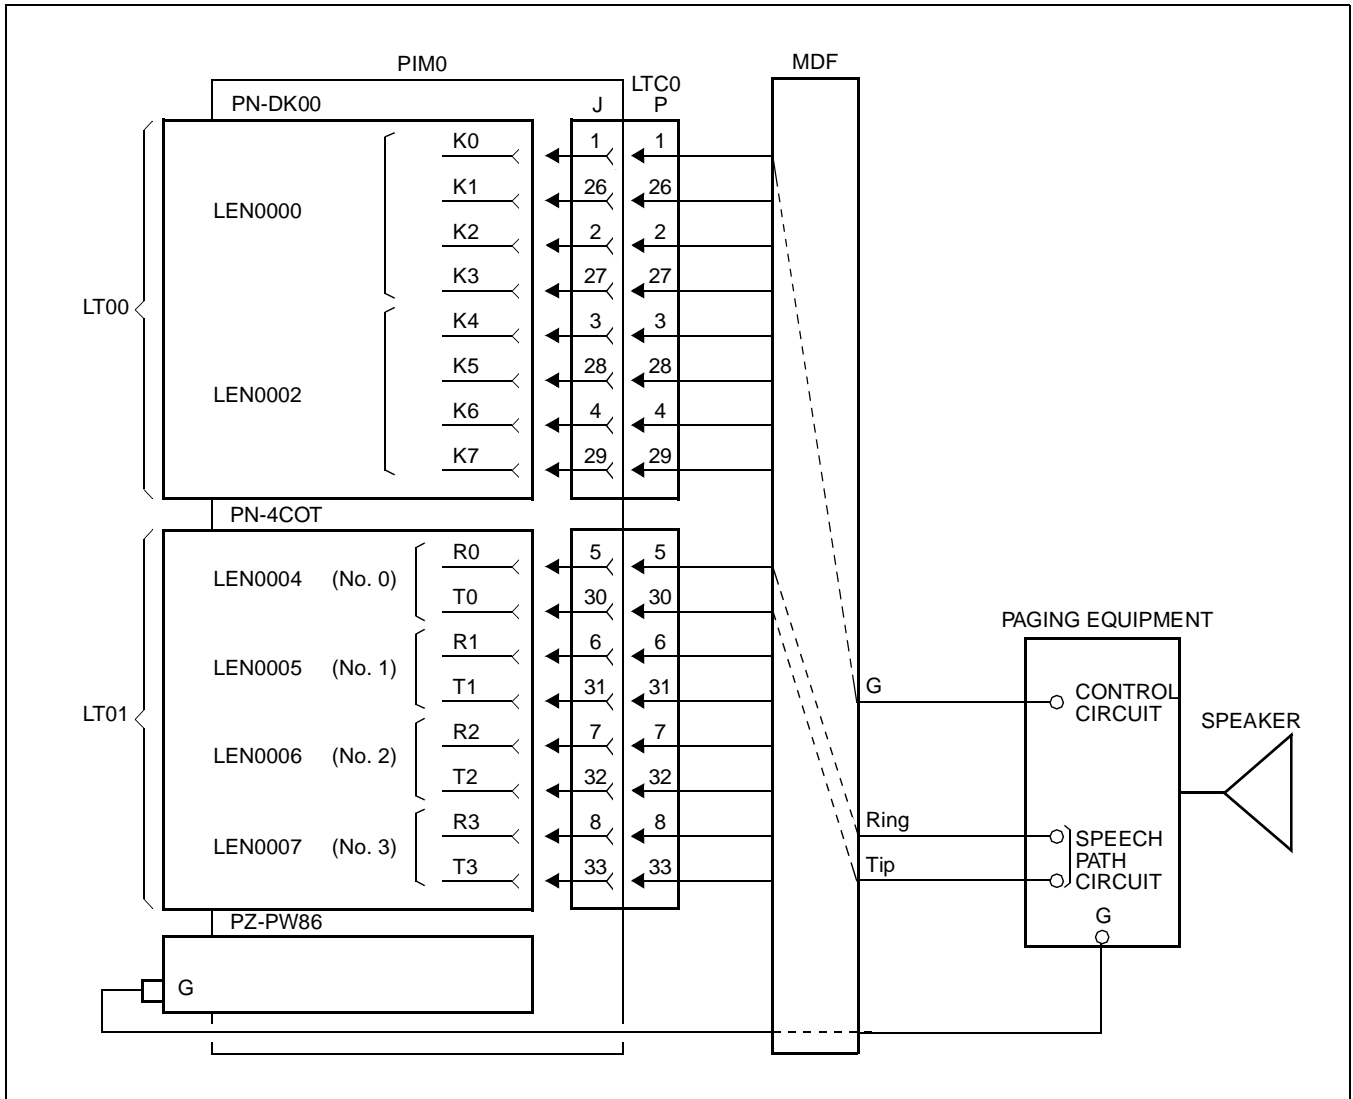 PIM0
MDF
PN-DK00
J
LTC0
P
K0 1 1
K1 26 26
LEN0000
K2 2 2
K3 27 27
LT00
K4 3 3
K5 28 28
LEN0002
K6 4 4
K7 29 29
PN-4COT
R0 5 5
LEN0004 (No. 0)
T0 30 30
R1 6 6
LEN0005 (No. 1)
T1 31 31
LT01
R2 7 7
LEN0006 (No. 2)
T2 32 32
R3 8 8
LEN0007 (No. 3)
T3 33 33
PZ-PW86
G
PAGING EQUIPMENT
G
CONTROL
CIRCUIT
SPEAKER
Ring
SPEECH
PATH
CIRCUIT
Tip
G